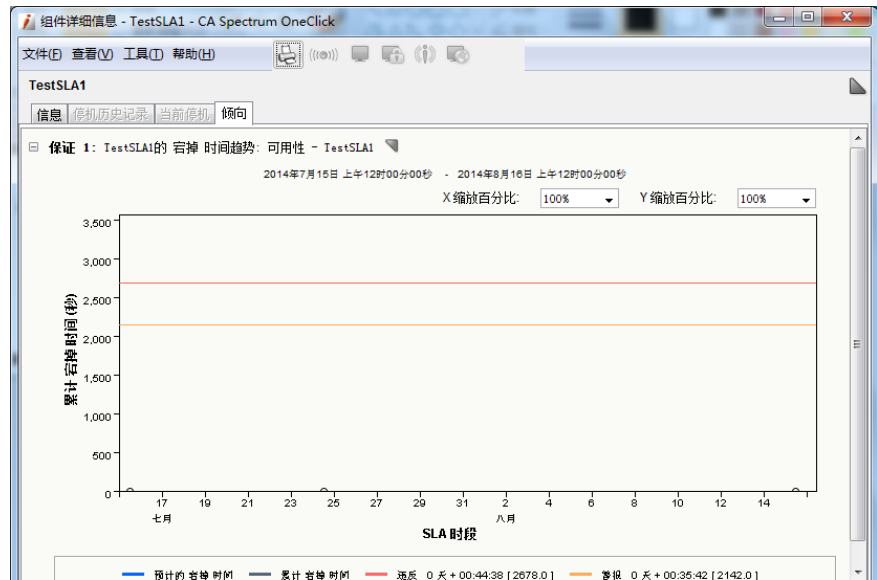 组件详细信息 - TestSLA1 - CA Spectrum OneClick
文件(F) 查看(V) 工具(T) 帮助(H)
TestSLA1
信息 停机历史记录 当前停机 倾向
保证 1: TestSLA1的 宕掉 时间趋势: 可用性 - TestSLA1
2014年7月15日 上午12时00分00秒 - 2014年8月16日 上午12时00分00秒
X 缩放百分比: 100% Y 缩放百分比: 100%
3,500
3,000
2,500
2,000
1,500
1,000
500
0
累计 宕掉 时间 (秒)
17 19 21 23 25 27 29 31 2 4 6 8 10 12 14
七月 八月
SLA 时段
预计的 宕掉 时间 累计 宕掉 时间 违反 0 天 + 00:44:38 [ 2678.0 ] 警报 0 天 + 00:35:42 [ 2142.0 ]